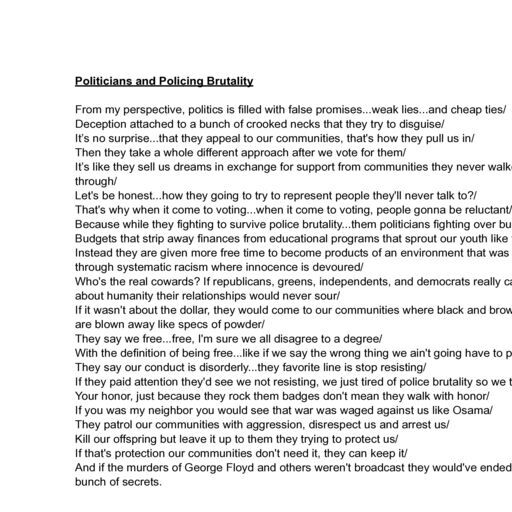 Politicians and Policing Brutality
From my perspective, politics is filled with false promises...weak lies...and cheap ties/
Deception attached to a bunch of crooked necks that they try to disguise/
It's no surprise...that they appeal to our communities, that's how they pull us in/
Then they take a whole different approach after we vote for them/
It's like they sell us dreams in exchange for support from communities they never walk
through/
Let's be honest...how they going to try to represent people they'll never talk to?/
That's why when it come to voting...when it come to voting, people gonna be reluctant/
Because while they fighting to survive police brutality...them politicians fighting over bu
Budgets that strip away finances from educational programs that sprout our youth like
Instead they are given more free time to become products of an environment that was
through systematic racism where innocence is devoured/
Who's the real cowards? If republicans, greens, independents, and democrats really ca
about humanity their relationships would never sour/
If it wasn't about the dollar, they would come to our communities where black and brow
are blown away like specs of powder/
They say we free...free, I'm sure we all disagree to a degree/
With the definition of being free...like if we say the wrong thing we ain't going have to p
They say our conduct is disorderly...they favorite line is stop resisting/
If they paid attention they'd see we not resisting, we just tired of police brutality so we t
Your honor, just because they rock them badges don't mean they walk with honor/
If you was my neighbor you would see that war was waged against us like Osama/
They patrol our communities with aggression, disrespect us and arrest us/
Kill our offspring but leave it up to them they trying to protect us/
If that's protection our communities don't need it, they can keep it/
And if the murders of George Floyd and others weren't broadcast they would've ended
bunch of secrets.